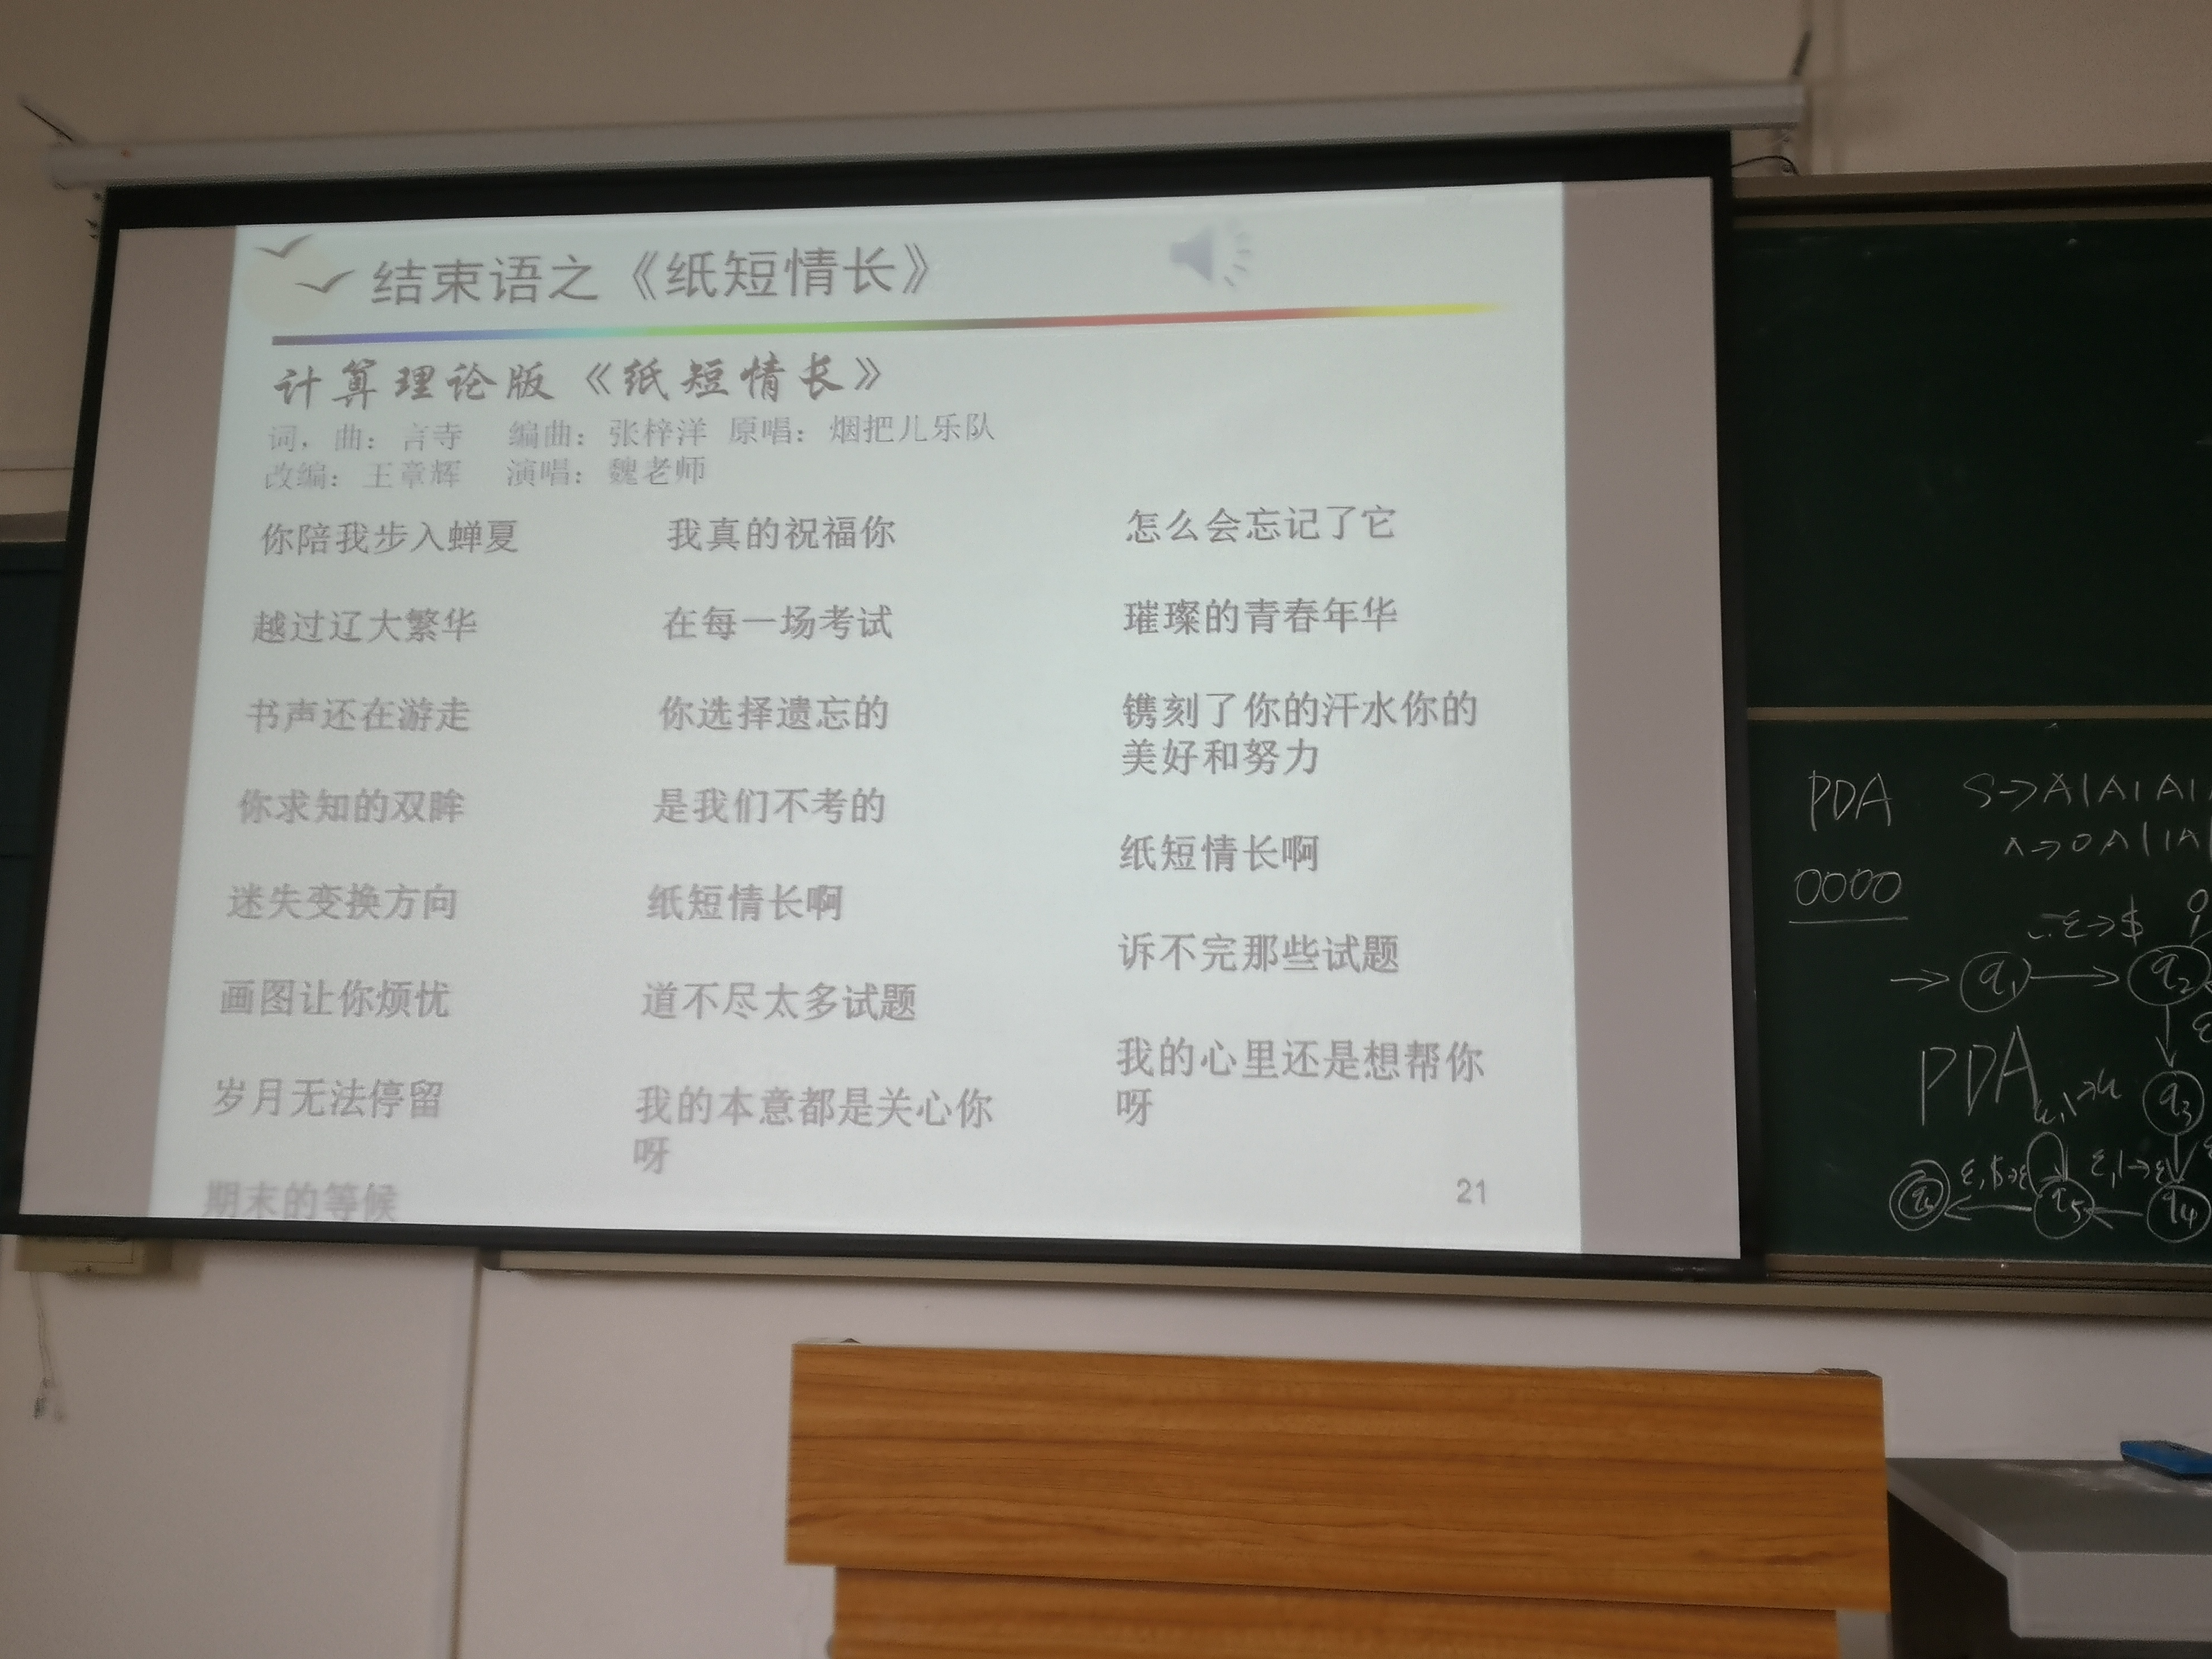 结束语之《纸短情长》
计算理论版《纸短情长》
词，曲：言寺 编曲：张梓洋 原唱：烟把儿乐队
改编：王章辉 演唱：魏老师
你陪我步入蝉夏
越过辽大繁华
书声还在游走
你求知的双眸
迷失变换方向
画图让你烦忧
岁月无法停留
期末的等候
我真的祝福你
在每一场考试
你选择遗忘的
是我们不考的
纸短情长啊
道不尽太多试题
我的本意都是关心你
呀
怎么会忘记了它
璀璨的青春年华
镌刻了你的汗水你的
美好和努力
纸短情长啊
诉不完那些试题
我的心里还是想帮你
呀
21
PDA
S→A1A1A1
A→0A|1A|
0000
ε→$
q1
q2
PDA
q3
q5
q4